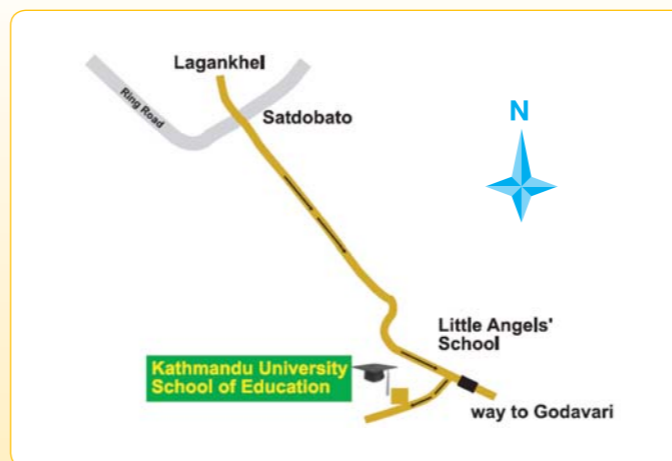 Lagankhel
Ring Road
Satdobato
N
Little Angels'
School
Kathmandu University
School of Education
way to Godavari